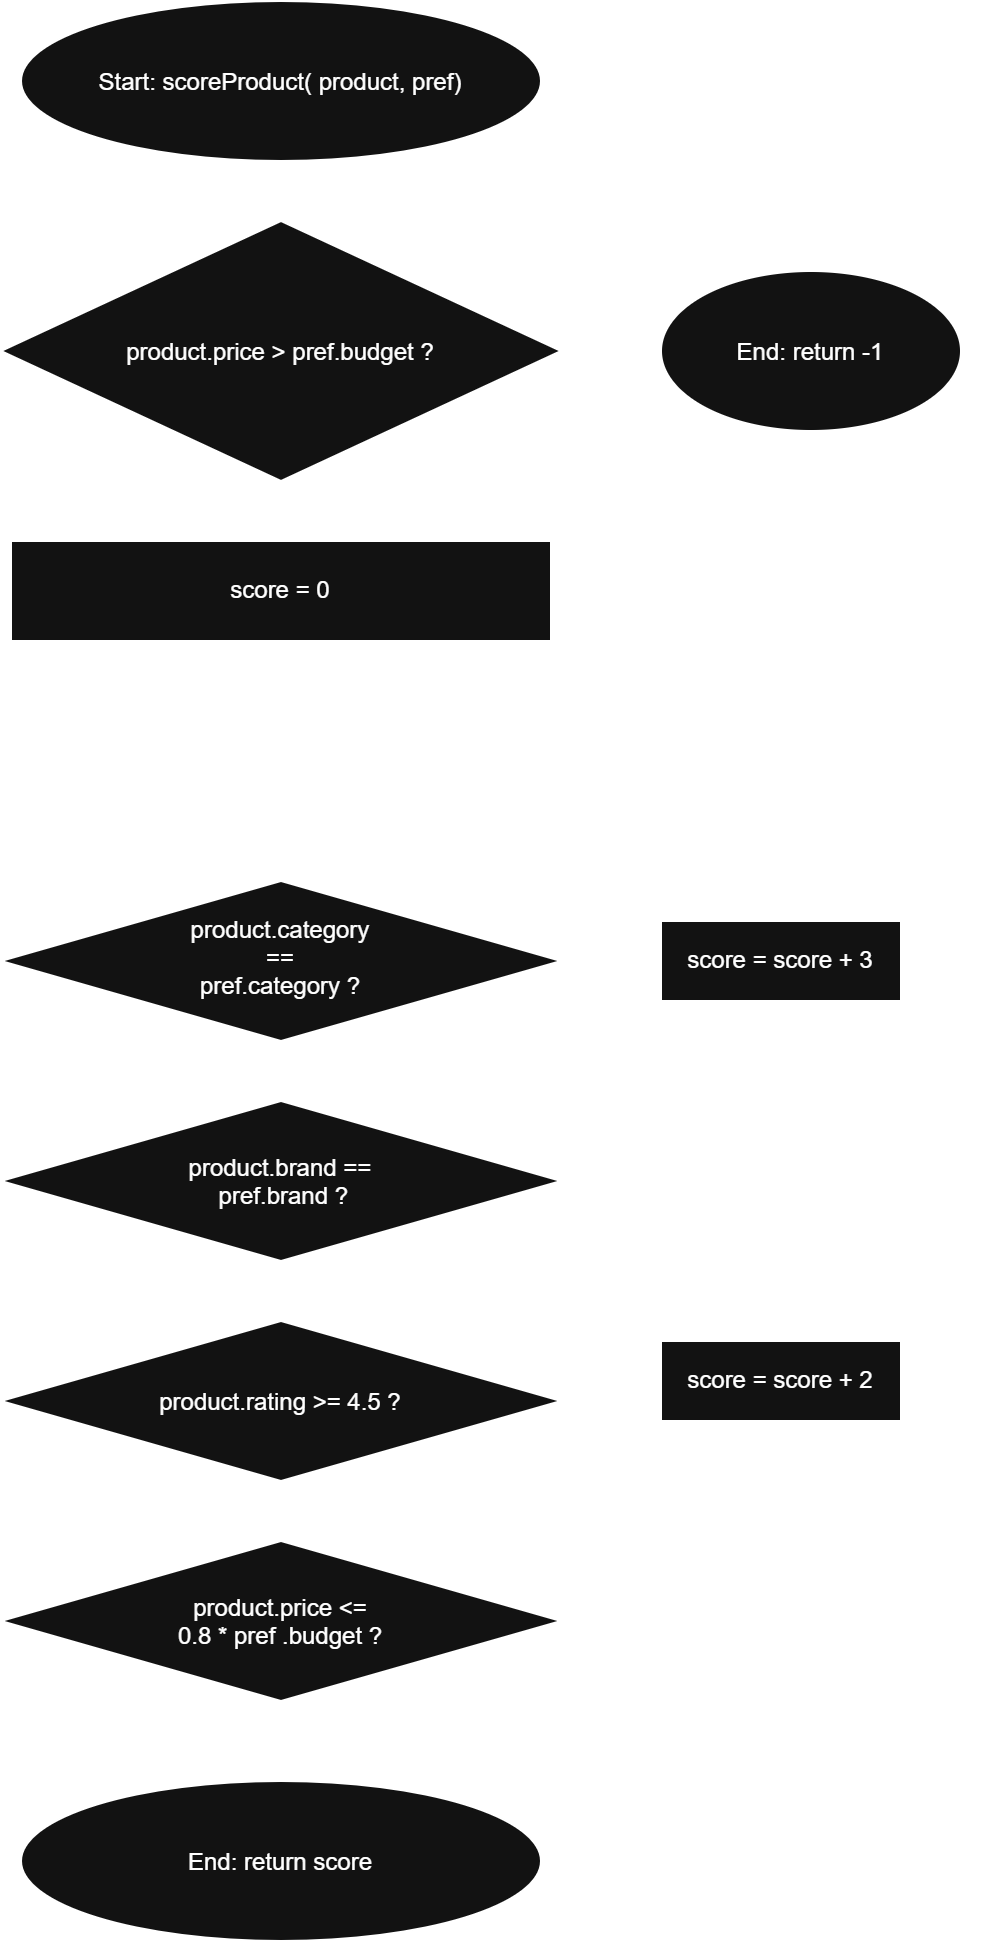 Start: scoreProduct( product, pref)
product.price > pref.budget ?
End: return -1
score = 0
product.category
==
pref.category ?
score = score + 3
product.brand ==
pref.brand ?
product.rating >= 4.5 ?
score = score + 2
product.price <=
0.8 * pref .budget ?
End: return score